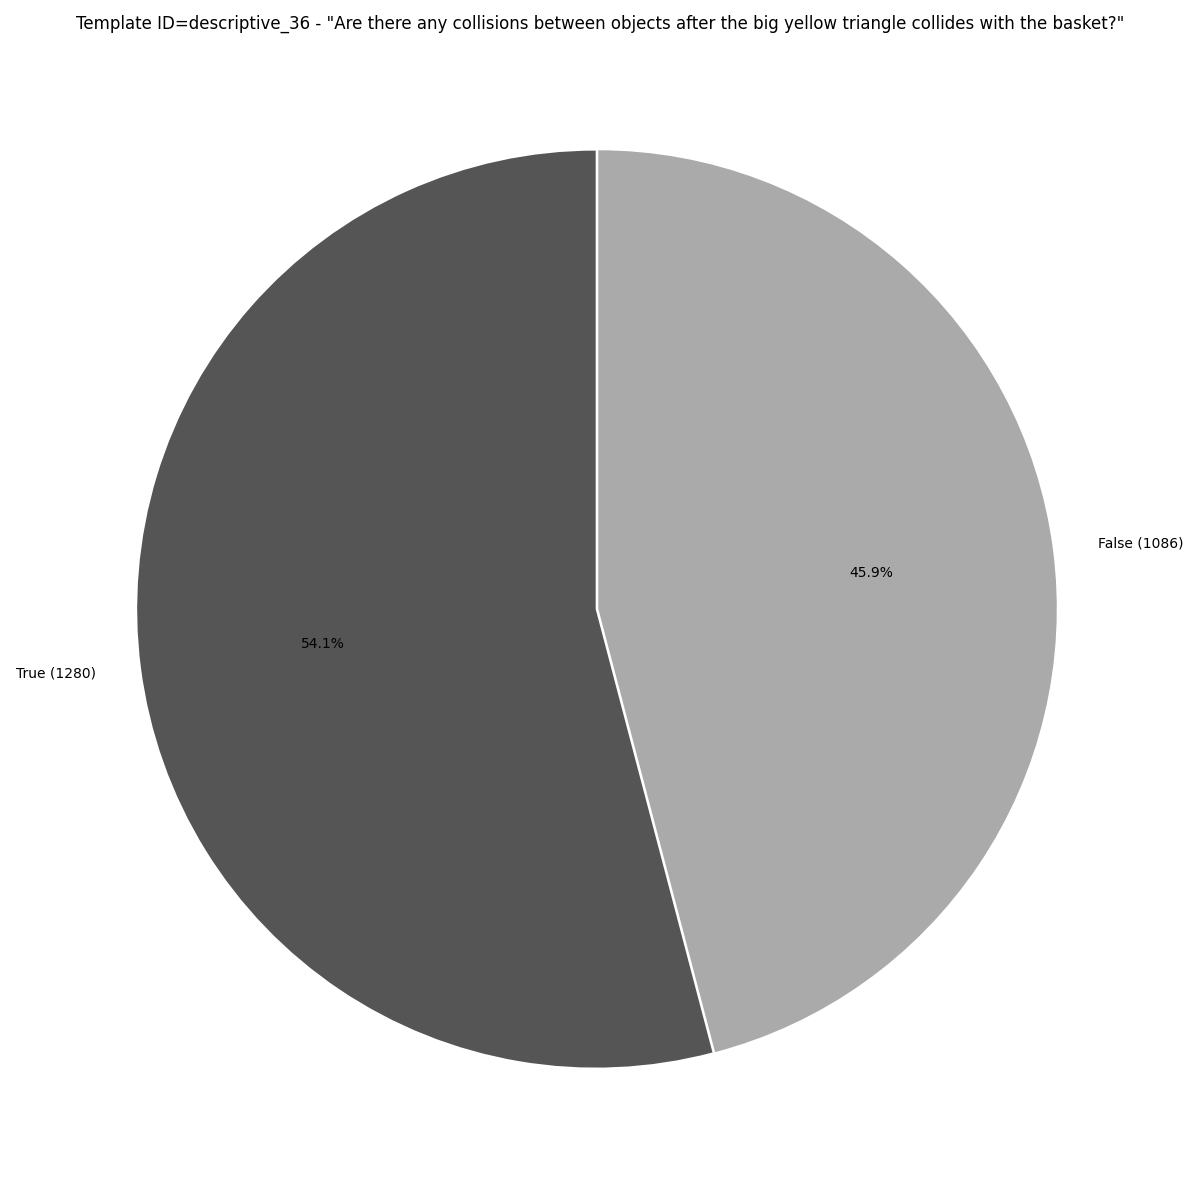 Template ID=descriptive_36 - "Are there any collisions between objects after the big yellow triangle collides with the basket?"
False (1086)
45.9%
54.1%
True (1280)